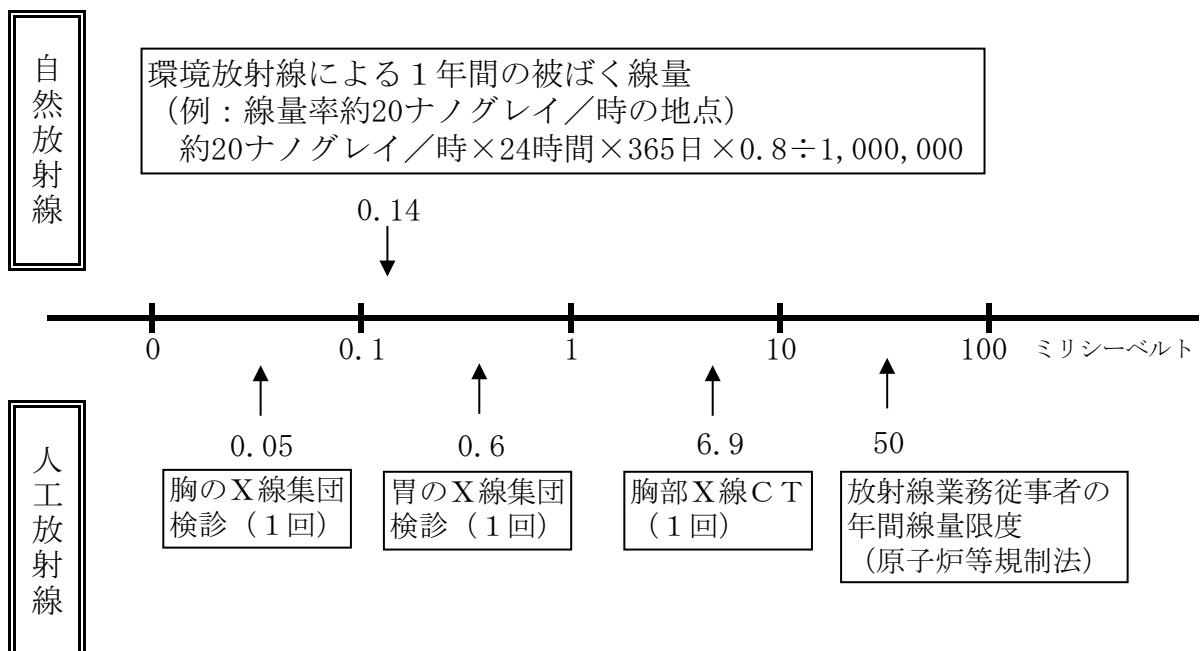 自然放射線
環境放射線による1年間の被ばく線量
（例：線量率約20ナノグレイ／時の地点）
約20ナノグレイ／時×24時間×365日×0.8÷1,000,000
0.14
0
0.1
1
10
100
ミリシーベルト
人工放射線
0.05
胸のX線集団
検診（1回）
0.6
胃のX線集団
検診（1回）
6.9
胸部X線CT
（1回）
50
放射線業務従事者の
年間線量限度
（原子炉等規制法）